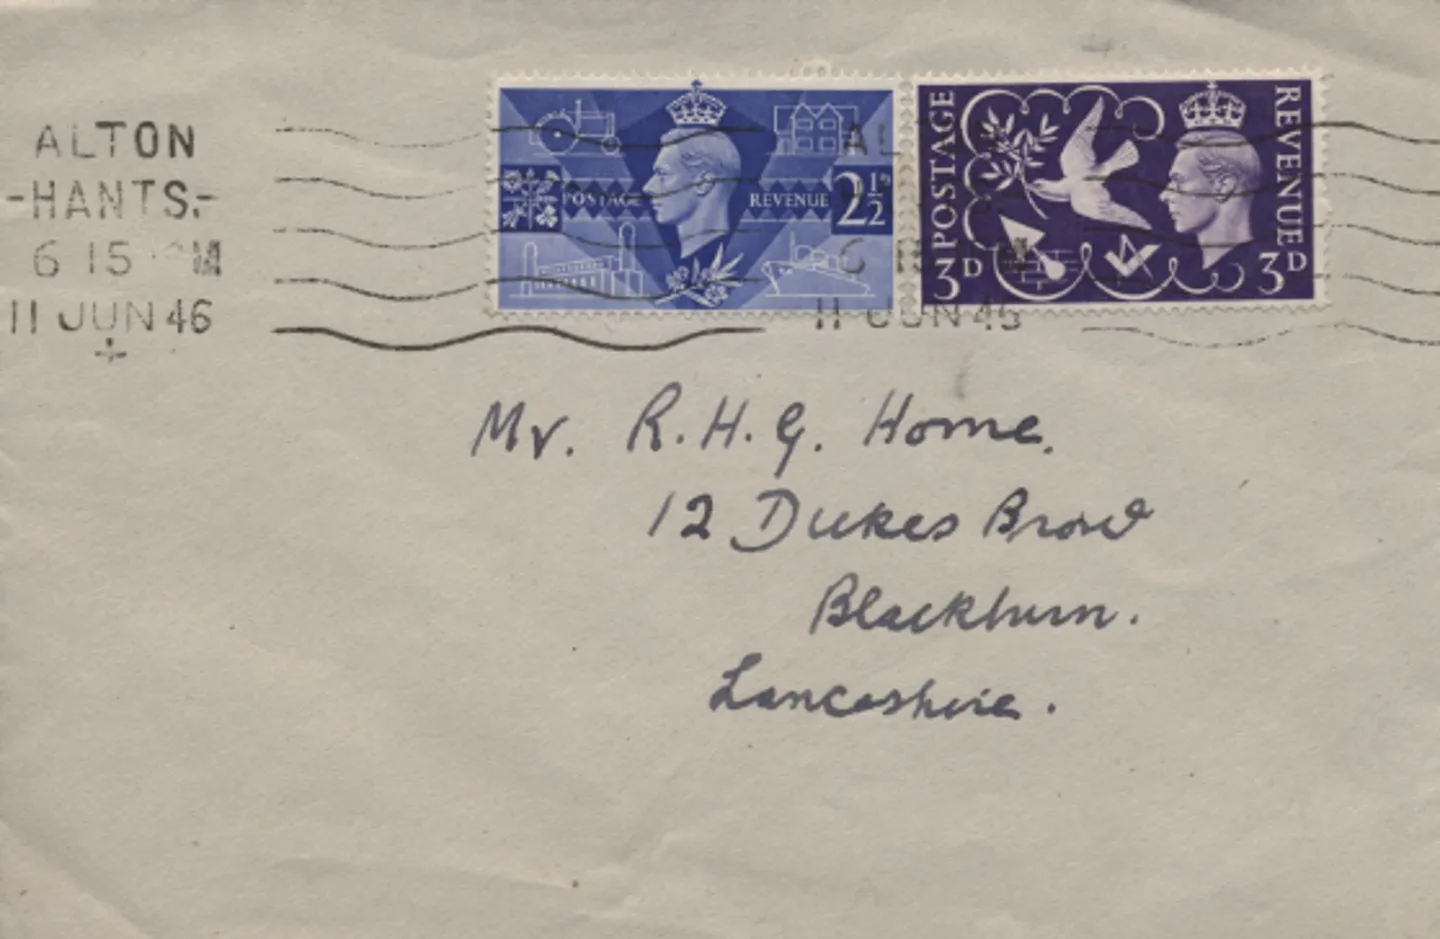 ALTON
-HANTS.-
6 15 PM
11 JUN 46
POSTAGE REVENUE 2½D
POSTAGE 3D
REVENUE 3D
11 JUN 46
Mr. R.H.G. Home.
12 Dukes Brow
Blackburn.
Lancashire.